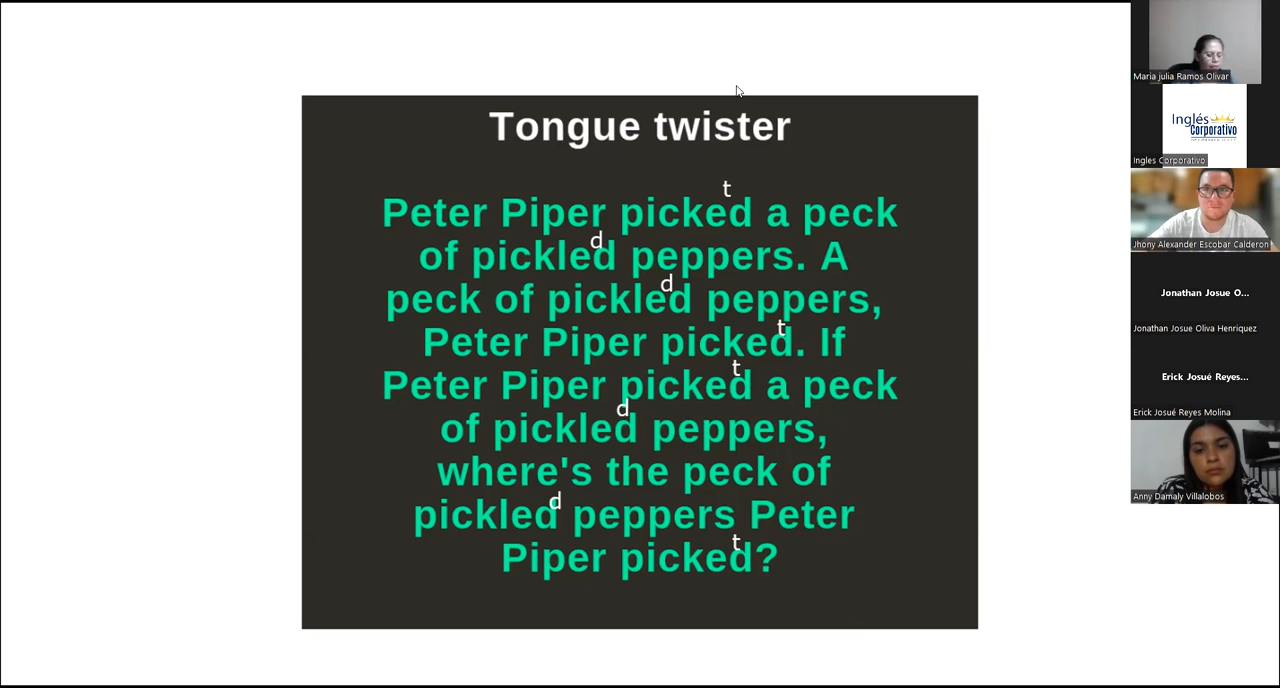 Tongue twister
t
Peter Piper picked a peck
d
of pickled peppers. A
d
peck of pickled peppers,
t
Peter Piper picked. If
t
Peter Piper picked a peck
d
of pickled peppers,
where's the peck of
d
pickled peppers Peter
t
Piper picked?
Maria julia Ramos Olivar
Inglés
Corporativo
Ingles Corporativo
Jhony Alexander Escobar Calderon
Jonathan Josue O...
Jonathan Josue Oliva Henriquez
Erick Josué Reyes...
Erick Josué Reyes Molina
Anny Damaly Villalobos